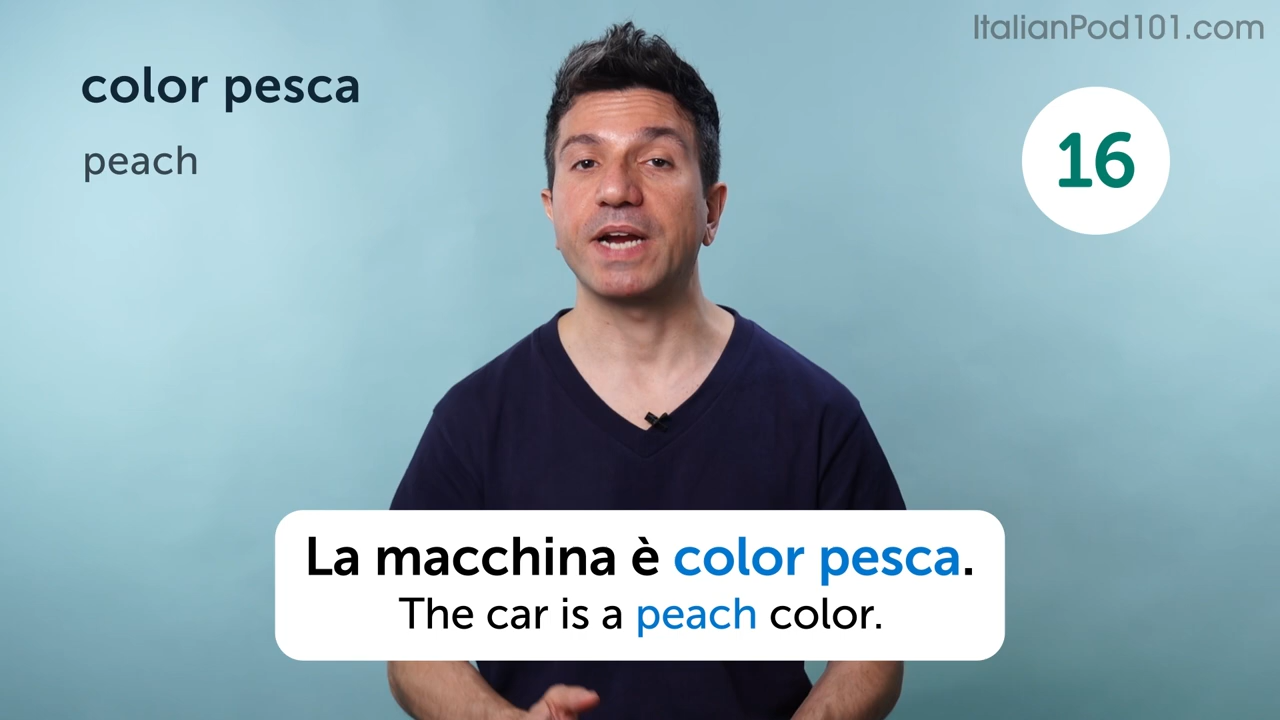 ItalianPod101.com
color pesca
peach
16
La macchina è color pesca.
The car is a peach color.